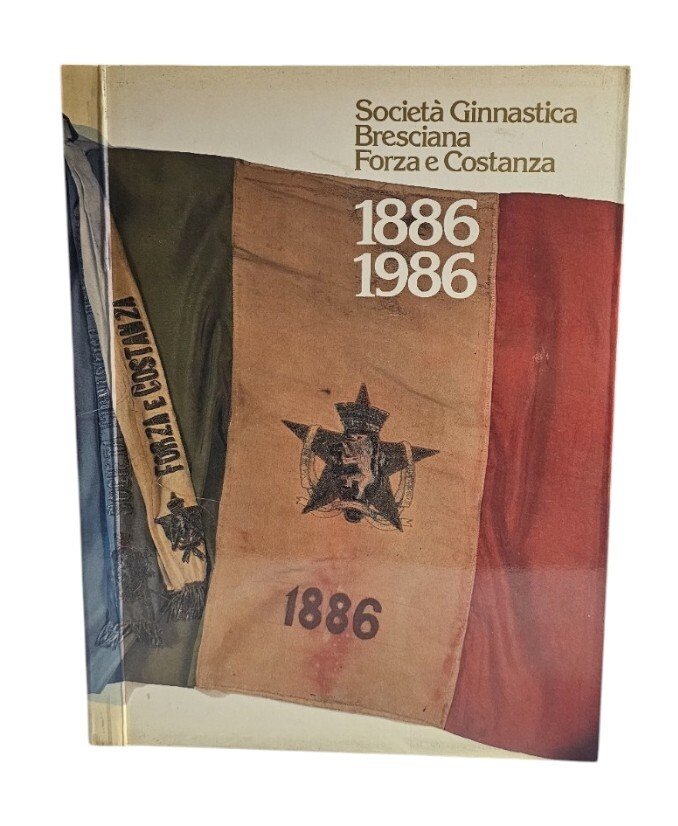 Società Ginnastica
Bresciana
Forza e Costanza
1886
1986
FORZA E COSTANZA
1886